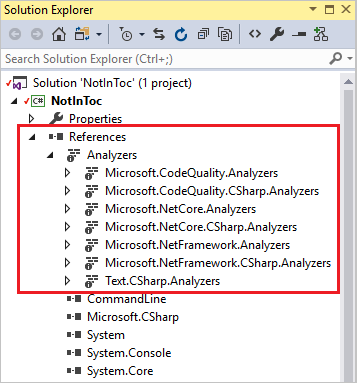 Solution Explorer
Search Solution Explorer (Ctrl+;)
Solution 'NotInToc' (1 project)
C# NotInToc
Properties
References
Analyzers
Microsoft.CodeQuality.Analyzers
Microsoft.CodeQuality.CSharp.Analyzers
Microsoft.NetCore.Analyzers
Microsoft.NetCore.CSharp.Analyzers
Microsoft.NetFramework.Analyzers
Microsoft.NetFramework.CSharp.Analyzers
Text.CSharp.Analyzers
CommandLine
Microsoft.CSharp
System
System.Console
System.Core